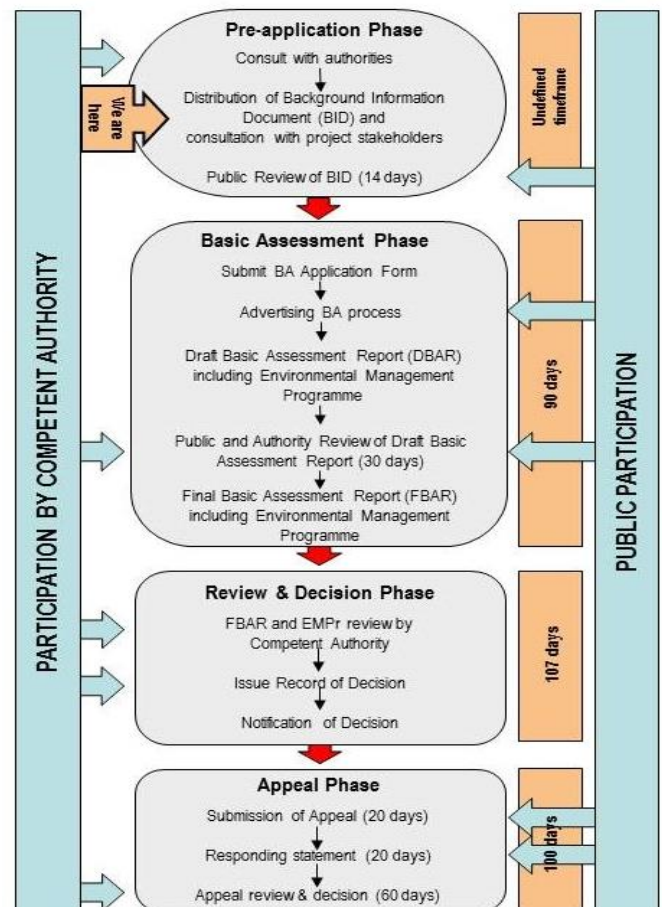 PARTICIPATION BY COMPETENT AUTHORITY
We are
here
Pre-application Phase
Consult with authorities
Distribution of Background Information
Document (BID) and
consultation with project stakeholders
Public Review of BID (14 days)
Undefined
timeframe
Basic Assessment Phase
Submit BA Application Form
Advertising BA process
Draft Basic Assessment Report (DBAR)
including Environmental Management
Programme
Public and Authority Review of Draft Basic
Assessment Report (30 days)
Final Basic Assessment Report (FBAR)
including Environmental Management
Programme
90 days
Review & Decision Phase
FBAR and EMPr review by
Competent Authority
Issue Record of Decision
Notification of Decision
107 days
Appeal Phase
Submission of Appeal (20 days)
Responding statement (20 days)
Appeal review & decision (60 days)
100 days
PUBLIC PARTICIPATION